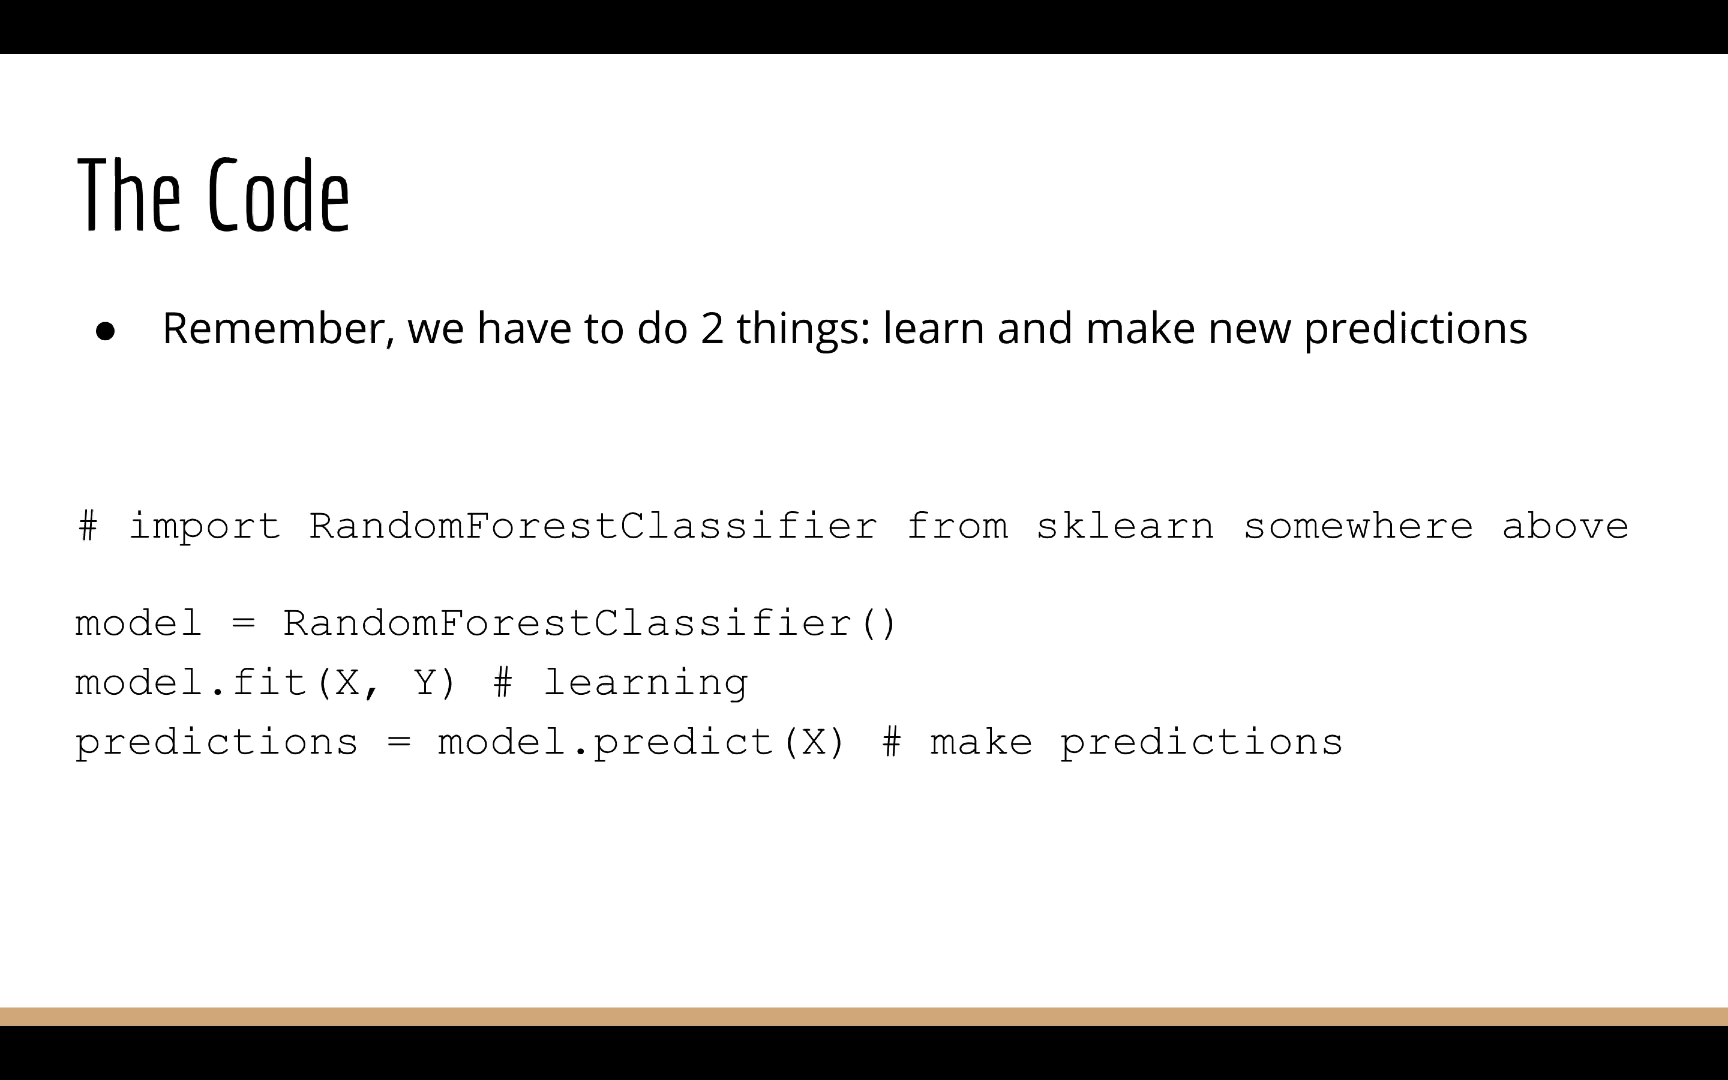 The Code
● Remember, we have to do 2 things: learn and make new predictions
# import RandomForestClassifier from sklearn somewhere above
model = RandomForestClassifier()
model.fit(X, Y) # learning
predictions = model.predict(X) # make predictions